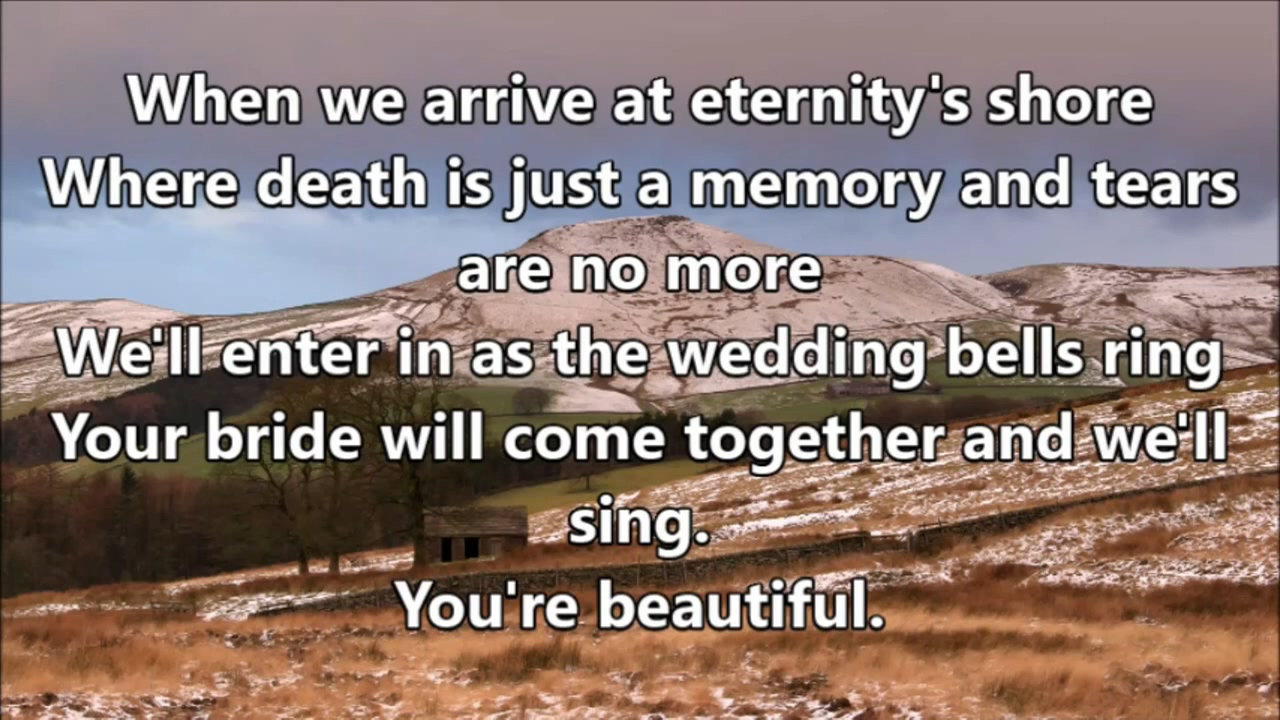 When we arrive at eternity's shore
Where death is just a memory and tears
are no more
We'll enter in as the wedding bells ring
Your bride will come together and we'll
sing.
You're beautiful.